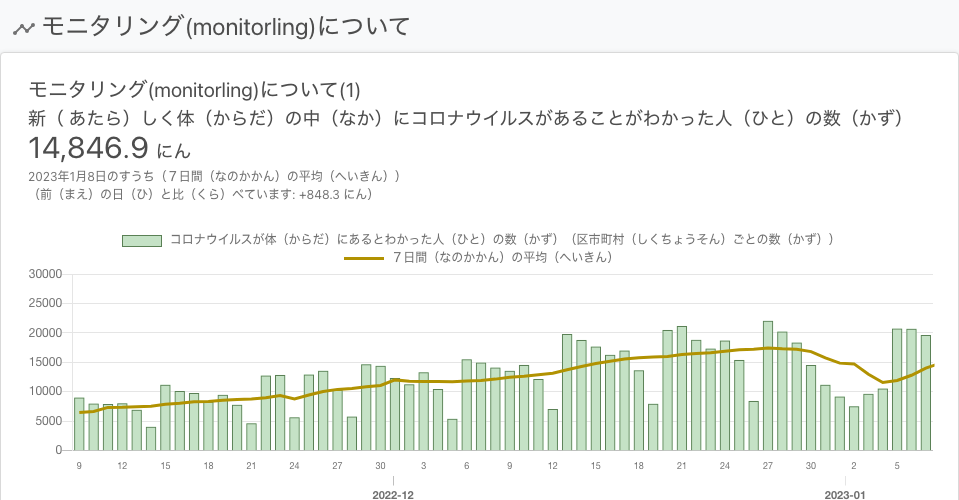 モニタリング(monitorling)について
モニタリング(monitorling)について(1)
新（ あたら）しく体（からだ）の中（なか）にコロナウイルスがあることがわかった人（ひと）の数（かず）
14,846.9 にん
2023年1月8日のすうち（７日間（なのかかん）の平均（へいきん））
（前（まえ）の日（ひ）と比（くら）べています: +848.3 にん）
コロナウイルスが体（からだ）にあるとわかった人（ひと）の数（かず）（区市町村（しくちょうそん）ごとの数（かず））
７日間（なのかかん）の平均（へいきん）
30000
25000
20000
15000
10000
5000
0
9 12 15 18 21 24 27 30 3 6 9 12 15 18 21 24 27 30 2 5
2022-12 2023-01